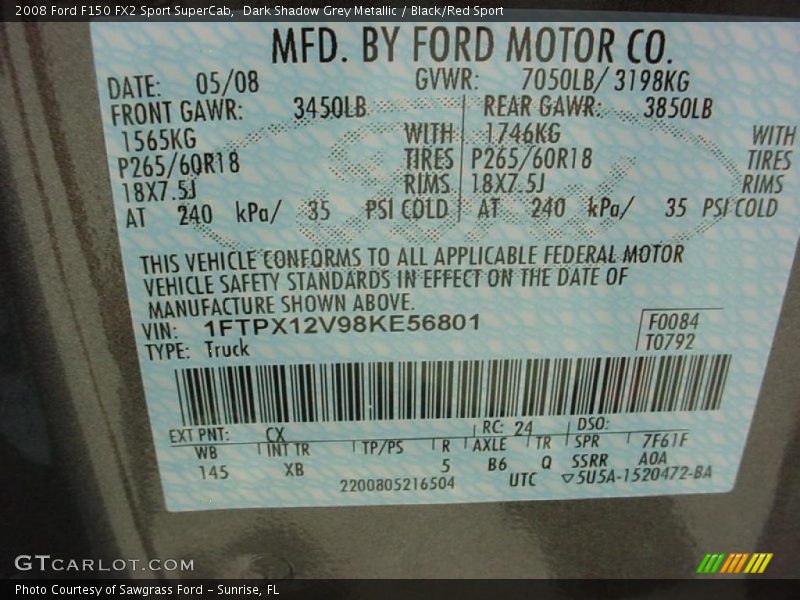 2008 Ford F150 FX2 Sport SuperCab, Dark Shadow Grey Metallic / Black/Red Sport
MFD. BY FORD MOTOR CO.
DATE: 05/08 GVWR: 7050LB/ 3198KG
FRONT GAWR: 3450LB REAR GAWR: 3850LB
1565KG WITH 1746KG WITH
P265/60R18 TIRES P265/60R18 TIRES
18X7.5J RIMS 18X7.5J RIMS
AT 240 kPa/ 35 PSI COLD AT 240 kPa/ 35 PSI COLD
THIS VEHICLE CONFORMS TO ALL APPLICABLE FEDERAL MOTOR
VEHICLE SAFETY STANDARDS IN EFFECT ON THE DATE OF
MANUFACTURE SHOWN ABOVE.
VIN: 1FTPX12V98KE56801 F0084
TYPE: Truck T0792
EXT PNT: CX RC: 24 DSO:
WB INT TR TP/PS R AXLE TR SPR 7F61F
145 XB 5 B6 Q SSRR A0A
2200805216504 UTC ▽5U5A-1520472-BA
GTCARLOT.COM
Photo Courtesy of Sawgrass Ford - Sunrise, FL